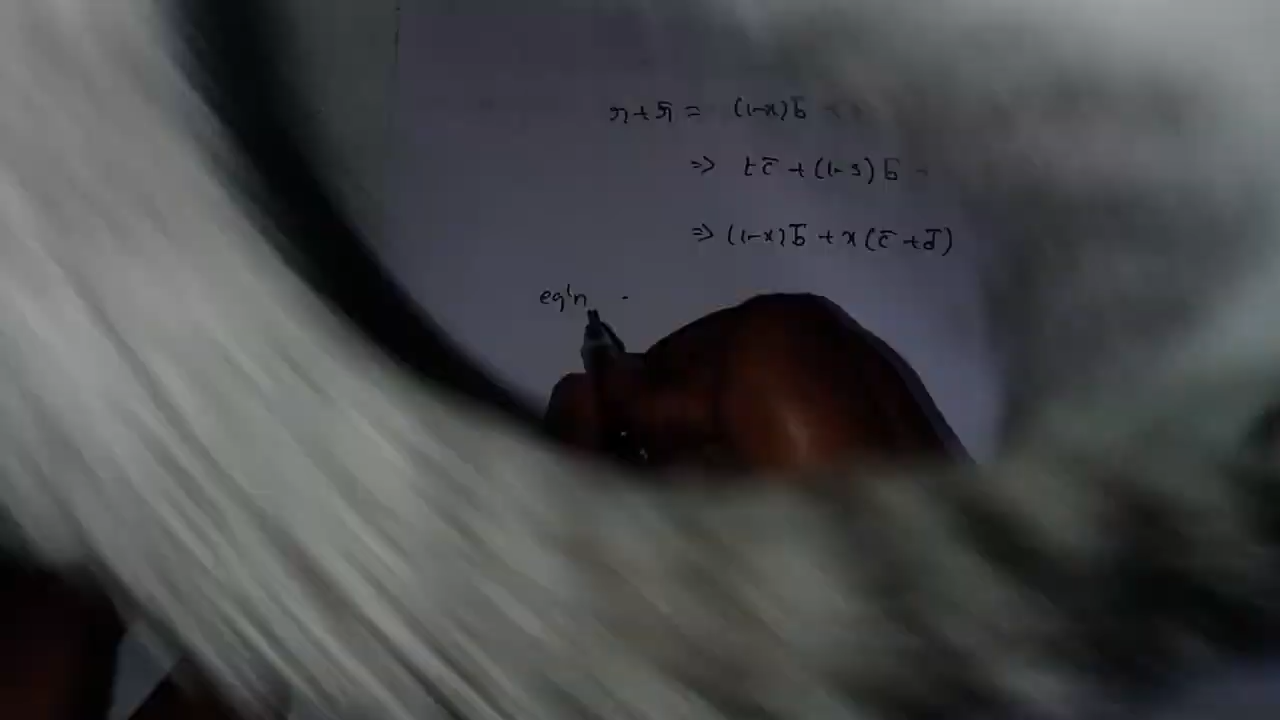 = (1-x)b̄
⇒ tc̄ + (1-s)b̄ -
⇒ (1-x)b̄ + x(c̄ + d̄)
eq'n